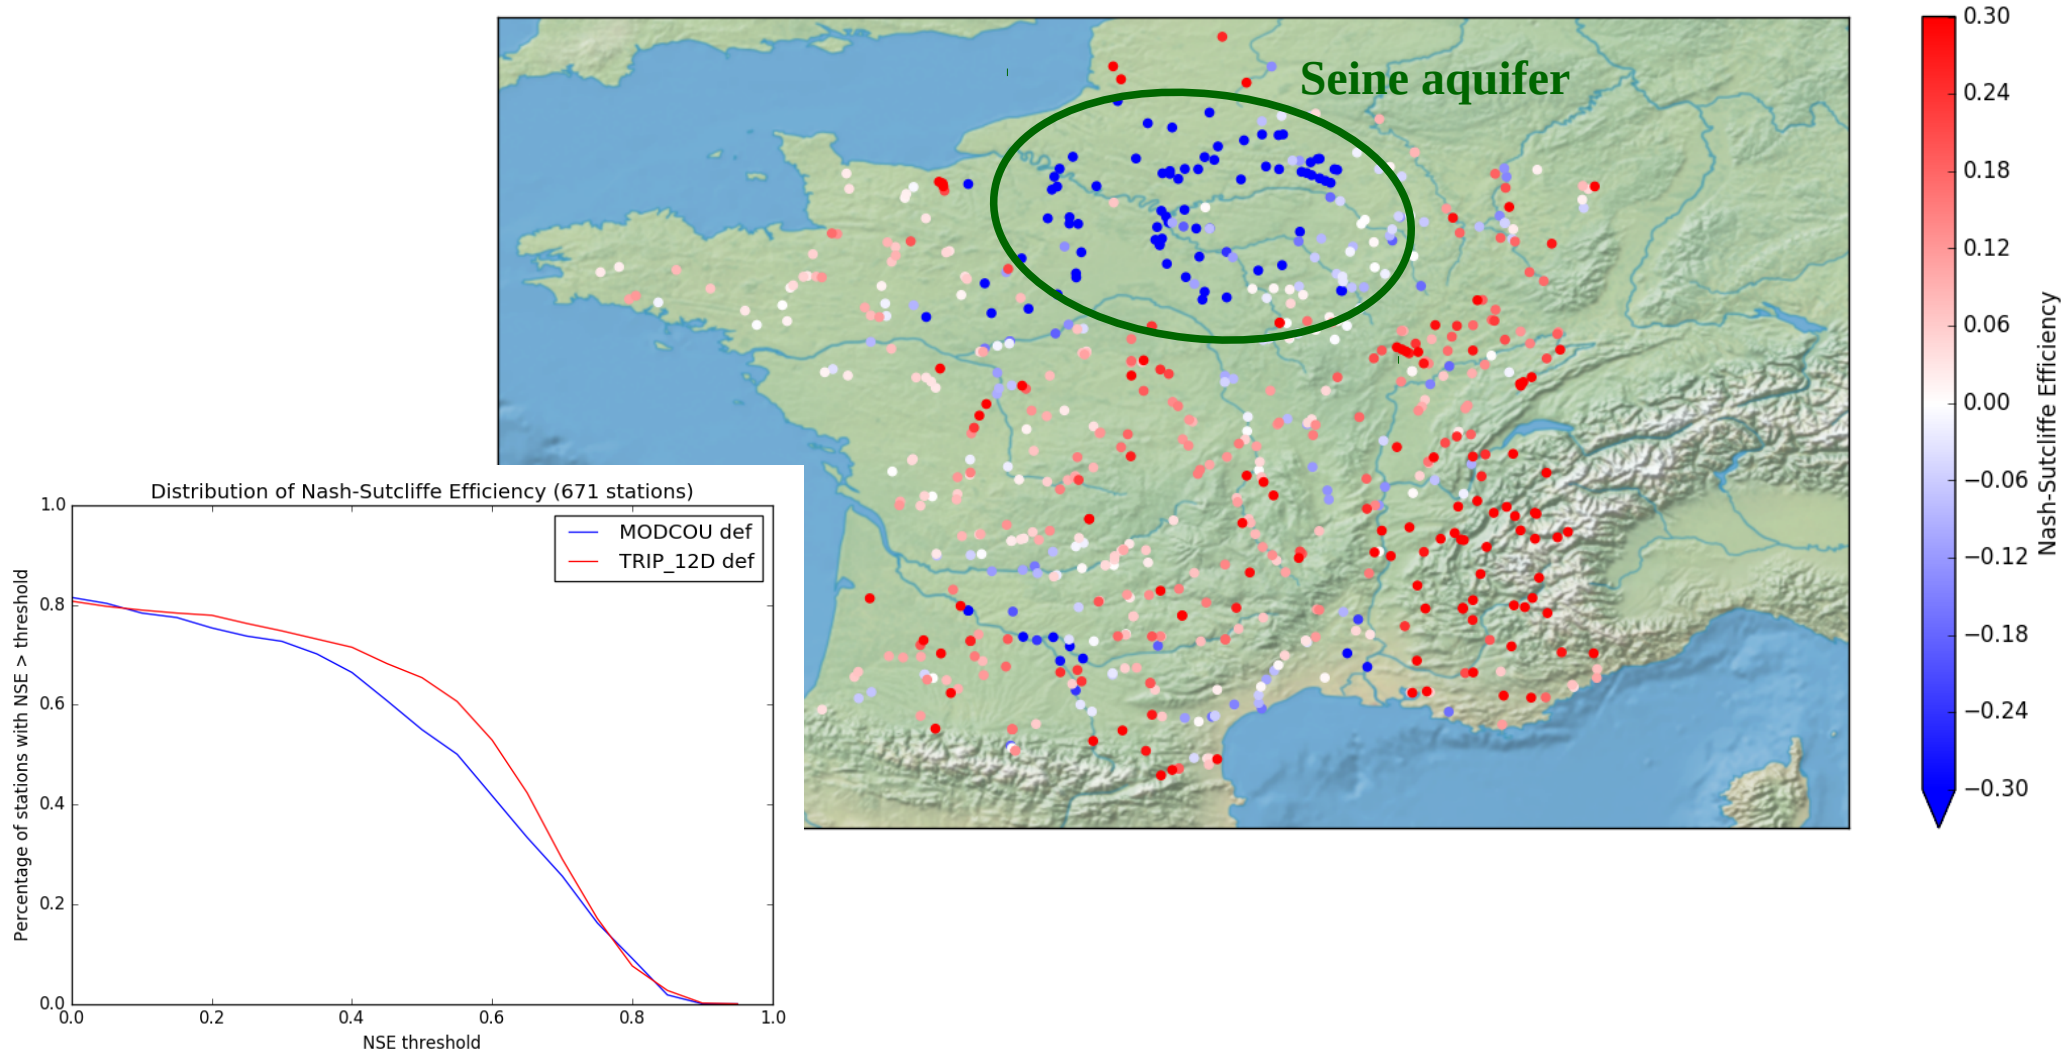 Seine aquifer
0.30
0.24
0.18
0.12
0.06
0.00
−0.06
−0.12
−0.18
−0.24
−0.30
Nash-Sutcliffe Efficiency
Distribution of Nash-Sutcliffe Efficiency (671 stations)
MODCOU def
TRIP_12D def
1.0
0.8
0.6
0.4
0.2
0.0
Percentage of stations with NSE > threshold
0.0 0.2 0.4 0.6 0.8 1.0
NSE threshold